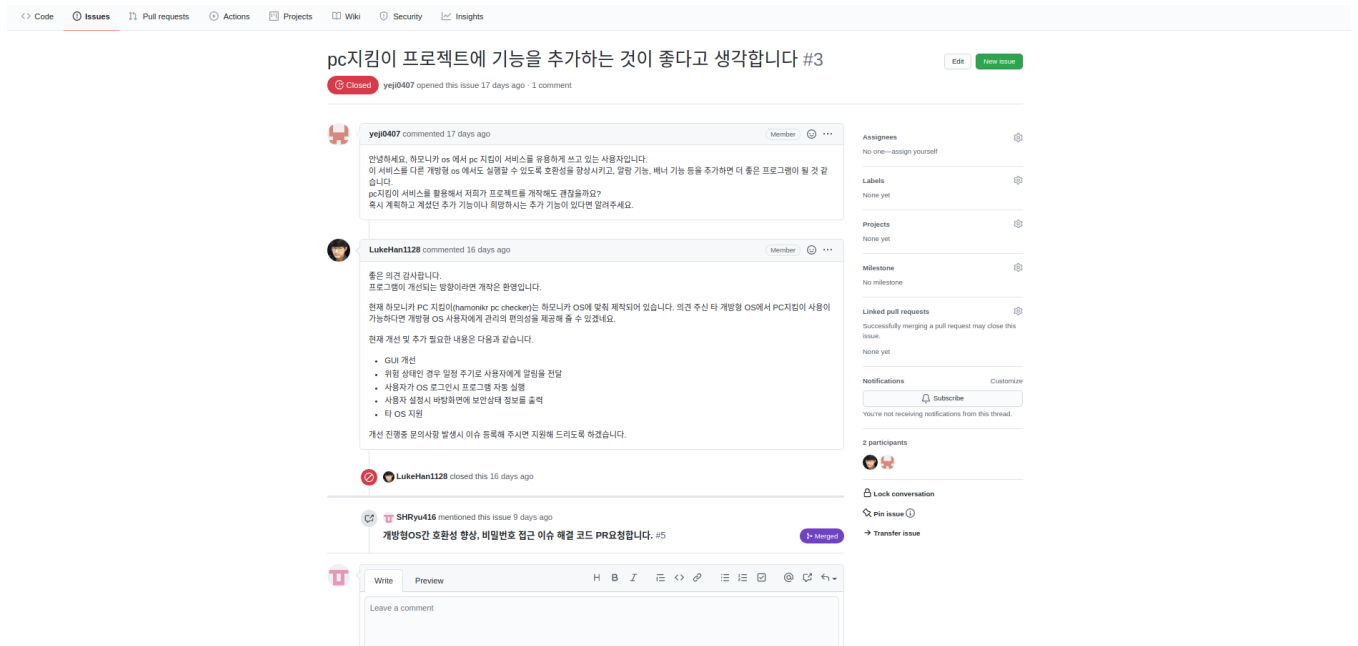 Code Issues Pull requests Actions Projects Wiki Security Insights
pc지킴이 프로젝트에 기능을 추가하는 것이 좋다고 생각합니다 #3
Edit New issue
Closed yeji0407 opened this issue 17 days ago · 1 comment
yeji0407 commented 17 days ago Member
안녕하세요, 하모니카 os 에서 pc 지킴이 서비스를 유용하게 쓰고 있는 사용자입니다.
이 서비스를 다른 개방형 os 에서도 실행할 수 있도록 호환성을 향상시키고, 알람 기능, 배너 기능 등을 추가하면 더 좋은 프로그램이 될 것 같
습니다.
pc지킴이 서비스를 활용해서 저희가 프로젝트를 개작해도 괜찮을까요?
혹시 계획하고 계셨던 추가 기능이나 희망하시는 추가 기능이 있다면 알려주세요.
LukeHan1128 commented 16 days ago Member
좋은 의견 감사합니다.
프로그램이 개선되는 방향이라면 개작은 환영입니다.
현재 하모니카 PC 지킴이(hamonikr pc checker)는 하모니카 OS에 맞춰 제작되어 있습니다. 의견 주신 타 개방형 OS에서 PC지킴이 사용이
가능하다면 개방형 OS 사용자에게 관리의 편의성을 제공해 줄 수 있겠네요.
현재 개선 및 추가 필요한 내용은 다음과 같습니다.
• GUI 개선
• 위험 상태인 경우 일정 주기로 사용자에게 알림을 전달
• 사용자가 OS 로그인시 프로그램 자동 실행
• 사용자 설정시 바탕화면에 보안상태 정보를 출력
• 타 OS 지원
개선 진행중 문의사항 발생시 이슈 등록해 주시면 지원해 드리도록 하겠습니다.
LukeHan1128 closed this 16 days ago
SHRyu416 mentioned this issue 9 days ago
개방형OS간 호환성 향상, 비밀번호 접근 이슈 해결 코드 PR요청합니다. #5
Merged
Write Preview
Leave a comment
Assignees
No one—assign yourself
Labels
None yet
Projects
None yet
Milestone
No milestone
Linked pull requests
Successfully merging a pull request may close this
issue.
None yet
Notifications Customize
Subscribe
You're not receiving notifications from this thread.
2 participants
Lock conversation
Pin issue
Transfer issue